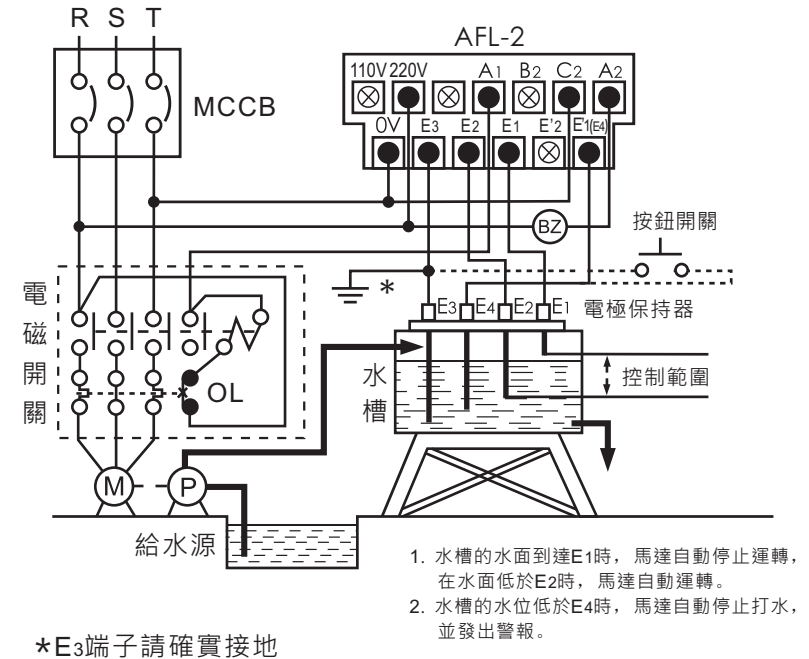 R S T
AFL-2
110V 220V A1 B2 C2 A2
MCCB
0V E3 E2 E1 E'2 E'1(E4)
BZ
按鈕開關
*
E3 E4 E2 E1 電極保持器
電磁開關
OL
水槽
控制範圍
M P
給水源
1. 水槽的水面到達E1時，馬達自動停止運轉，
在水面低於E2時，馬達自動運轉。
2. 水槽的水位低於E4時，馬達自動停止打水，
並發出警報。
*E3端子請確實接地